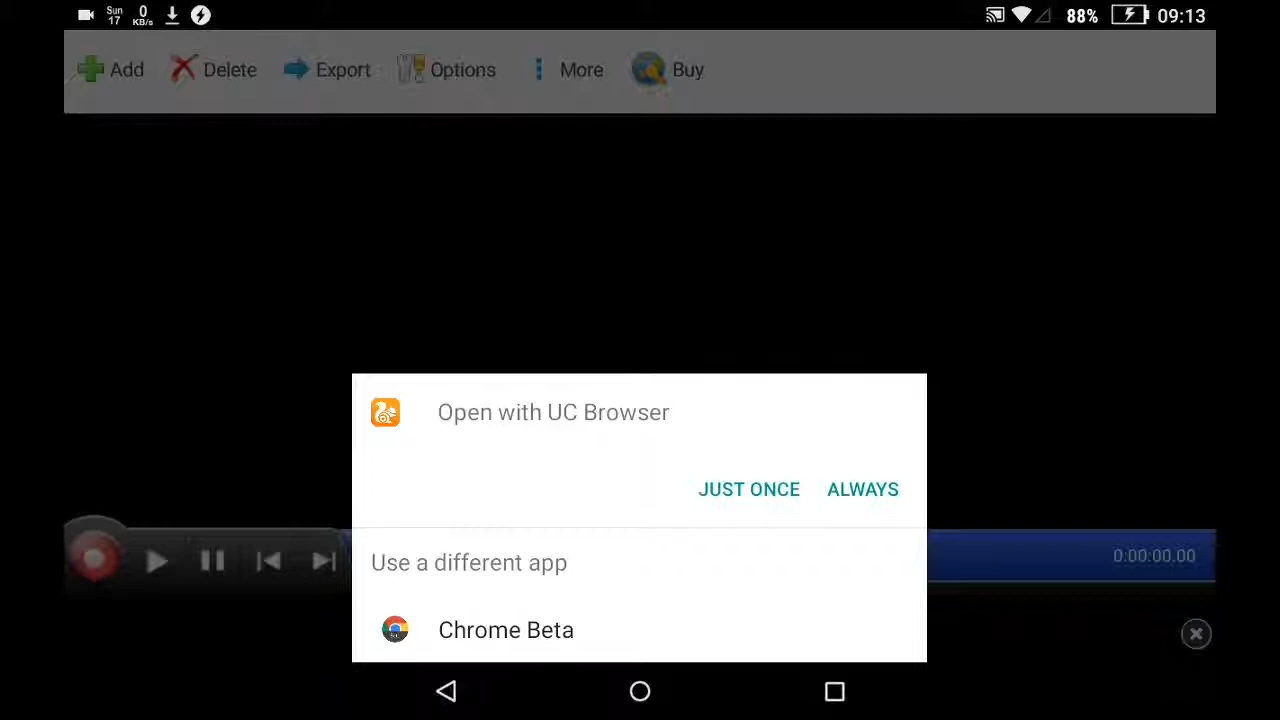 Sun 17 0 KB/s 88% 09:13
Add Delete Export Options More Buy
Open with UC Browser
JUST ONCE ALWAYS
Use a different app
0:00:00.00
Chrome Beta